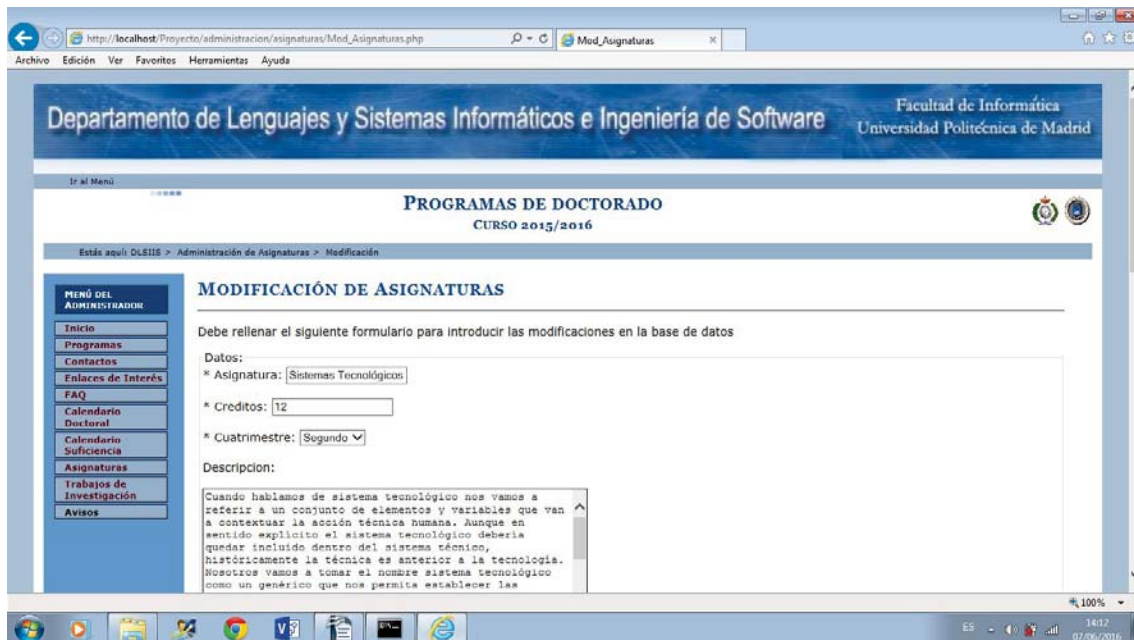 http://localhost/Proyecto/administracion/asignaturas/Mod_Asignaturas.php
Mod_Asignaturas
Archivo Edición Ver Favoritos Herramientas Ayuda
Departamento de Lenguajes y Sistemas Informáticos e Ingeniería de Software
Facultad de Informática
Universidad Politécnica de Madrid
Ir al Menú
PROGRAMAS DE DOCTORADO
CURSO 2015/2016
Estás aquí: DLSIIS > Administración de Asignaturas > Modificación
MENÚ DEL
ADMINISTRADOR
Inicio
Programas
Contactos
Enlaces de Interés
FAQ
Calendario
Doctoral
Calendario
Suficiencia
Asignaturas
Trabajos de
Investigación
Avisos
MODIFICACIÓN DE ASIGNATURAS
Debe rellenar el siguiente formulario para introducir las modificaciones en la base de datos
Datos:
* Asignatura: Sistemas Tecnológicos
* Creditos: 12
* Cuatrimestre: Segundo
Descripcion:
Cuando hablamos de sistema tecnológico nos vamos a
referir a un conjunto de elementos y variables que van
a contextuar la acción técnica humana. Aunque en
sentido explícito el sistema tecnológico debería
quedar incluido dentro del sistema técnico,
históricamente la técnica es anterior a la tecnología.
Nosotros vamos a tomar el nombre sistema tecnológico
como un genérico que nos permita establecer las
100%
ES
14:12
07/06/2016